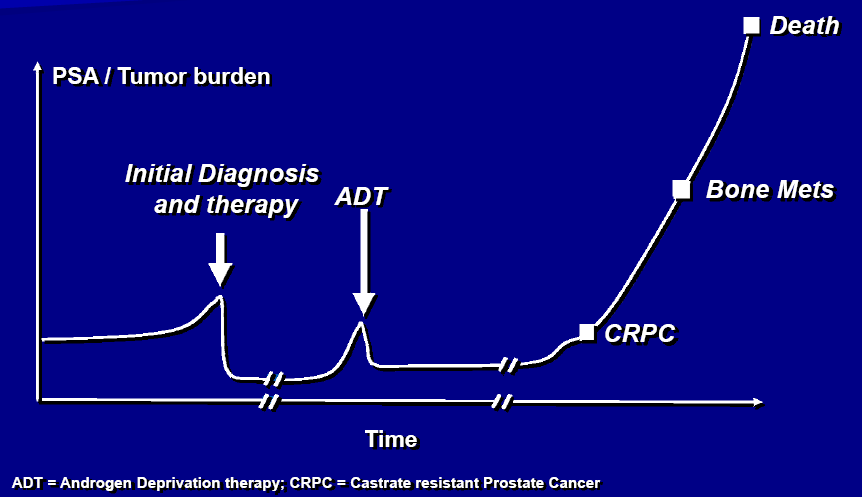 Death
PSA / Tumor burden
Initial Diagnosis
and therapy
ADT
Bone Mets
CRPC
Time
ADT = Androgen Deprivation therapy; CRPC = Castrate resistant Prostate Cancer